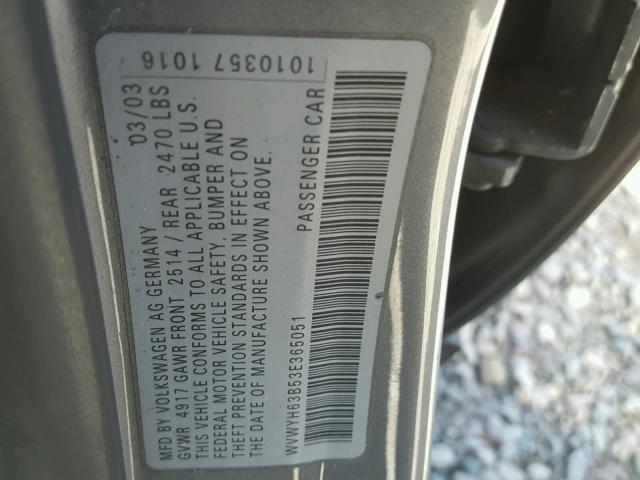 MFD BY VOLKSWAGEN AG GERMANY 03/03
GVWR 4917 GAWR FRONT 2514 / REAR 2470 LBS
THIS VEHICLE CONFORMS TO ALL APPLICABLE U.S.
FEDERAL MOTOR VEHICLE SAFETY, BUMPER AND
THEFT PREVENTION STANDARDS IN EFFECT ON
THE DATE OF MANUFACTURE SHOWN ABOVE.
WVWYH63B53E365051 PASSENGER CAR
1010357 1016